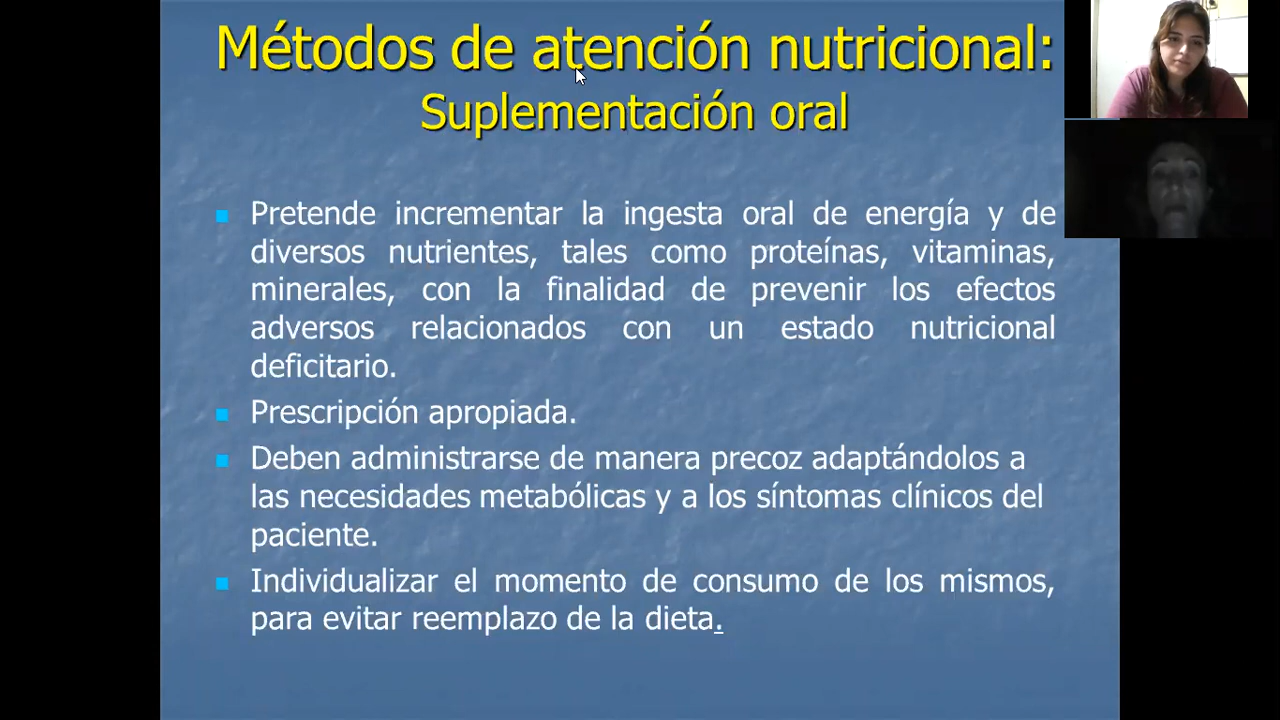 Métodos de atención nutricional:
Suplementación oral
Pretende incrementar la ingesta oral de energía y de
diversos nutrientes, tales como proteínas, vitaminas,
minerales, con la finalidad de prevenir los efectos
adversos relacionados con un estado nutricional
deficitario.
Prescripción apropiada.
Deben administrarse de manera precoz adaptándolos a
las necesidades metabólicas y a los síntomas clínicos del
paciente.
Individualizar el momento de consumo de los mismos,
para evitar reemplazo de la dieta.